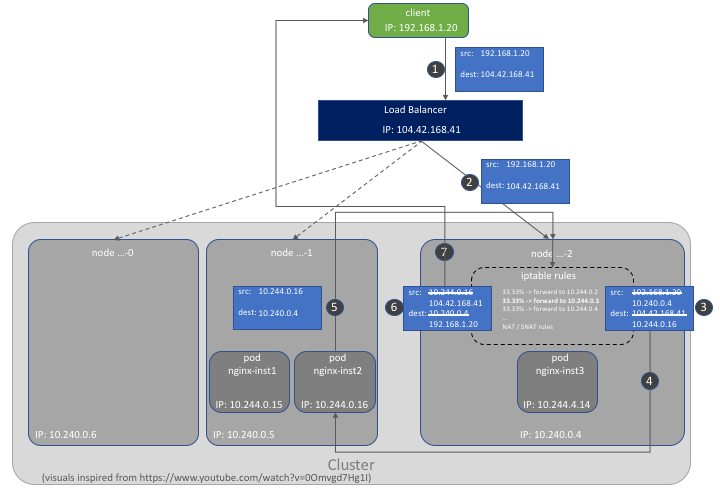 client
IP: 192.168.1.20
1
src: 192.168.1.20
dest: 104.42.168.41
Load Balancer
IP: 104.42.168.41
2
src: 192.168.1.20
dest: 104.42.168.41
node ...-0
IP: 10.240.0.6
node ...-1
src: 10.244.0.16
dest: 10.240.0.4
5
pod
nginx-inst1
IP: 10.244.0.15
pod
nginx-inst2
IP: 10.244.0.16
IP: 10.240.0.5
7
node ...-2
iptable rules
33.33% -> forward to 10.244.0.2
33.33% -> forward to 10.244.0.3
33.33% -> forward to 10.244.0.4
...
NAT / SNAT rules
6
src: 10.244.0.16
104.42.168.41
dest: 10.240.0.4
192.168.1.20
src: 192.168.1.20
10.240.0.4
dest: 104.42.168.41
10.244.0.16
3
4
pod
nginx-inst3
IP: 10.244.4.14
IP: 10.240.0.4
Cluster
(visuals inspired from https://www.youtube.com/watch?v=0Omvgd7Hg1I)